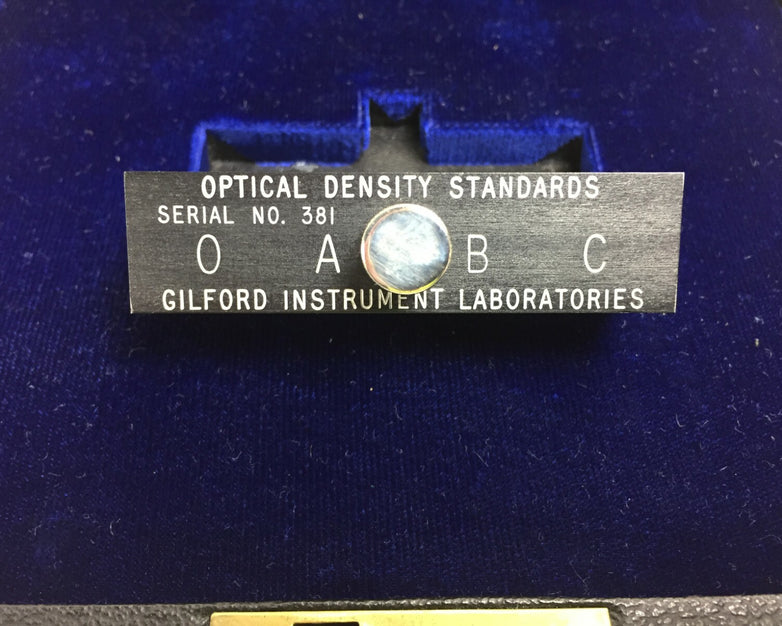 OPTICAL DENSITY STANDARDS
SERIAL NO. 381
O A B C
GILFORD INSTRUMENT LABORATORIES